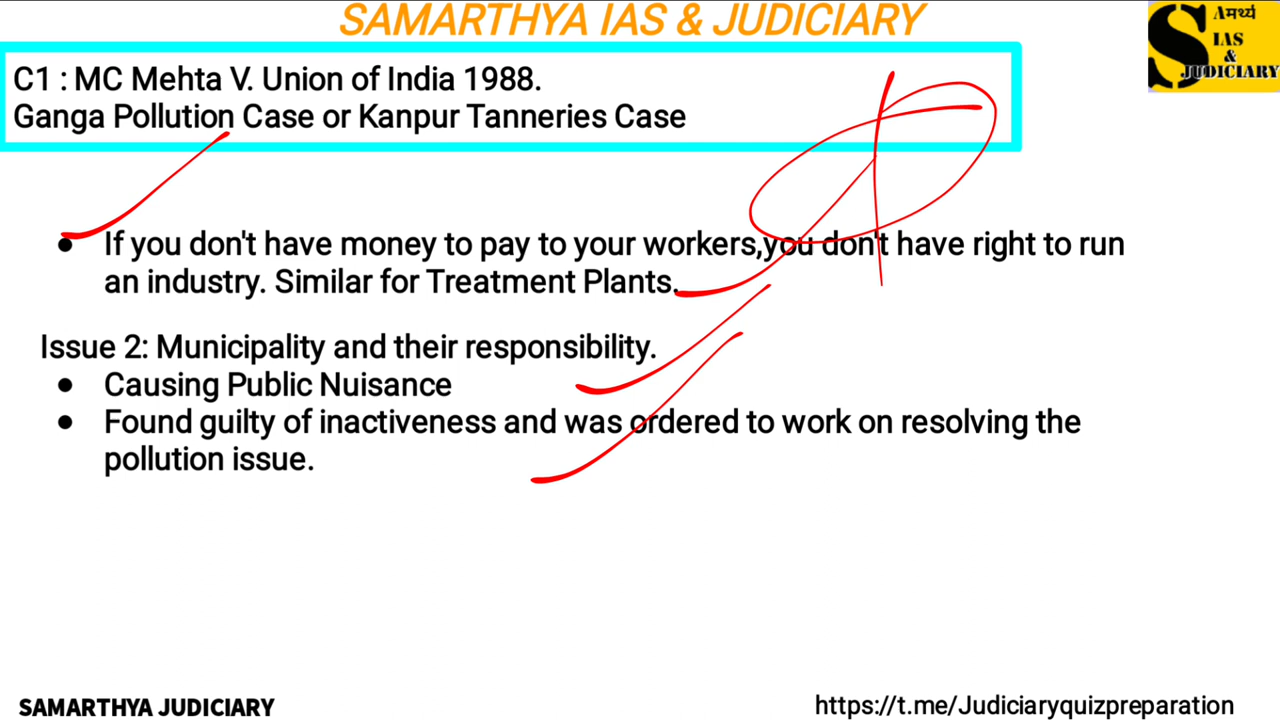 SAMARTHYA IAS & JUDICIARY
अमर्थ्य
IAS
&
JUDICIARY
C1 : MC Mehta V. Union of India 1988.
Ganga Pollution Case or Kanpur Tanneries Case
● If you don't have money to pay to your workers,you don't have right to run
an industry. Similar for Treatment Plants.
Issue 2: Municipality and their responsibility.
● Causing Public Nuisance
● Found guilty of inactiveness and was ordered to work on resolving the
pollution issue.
SAMARTHYA JUDICIARY
https://t.me/Judiciaryquizpreparation